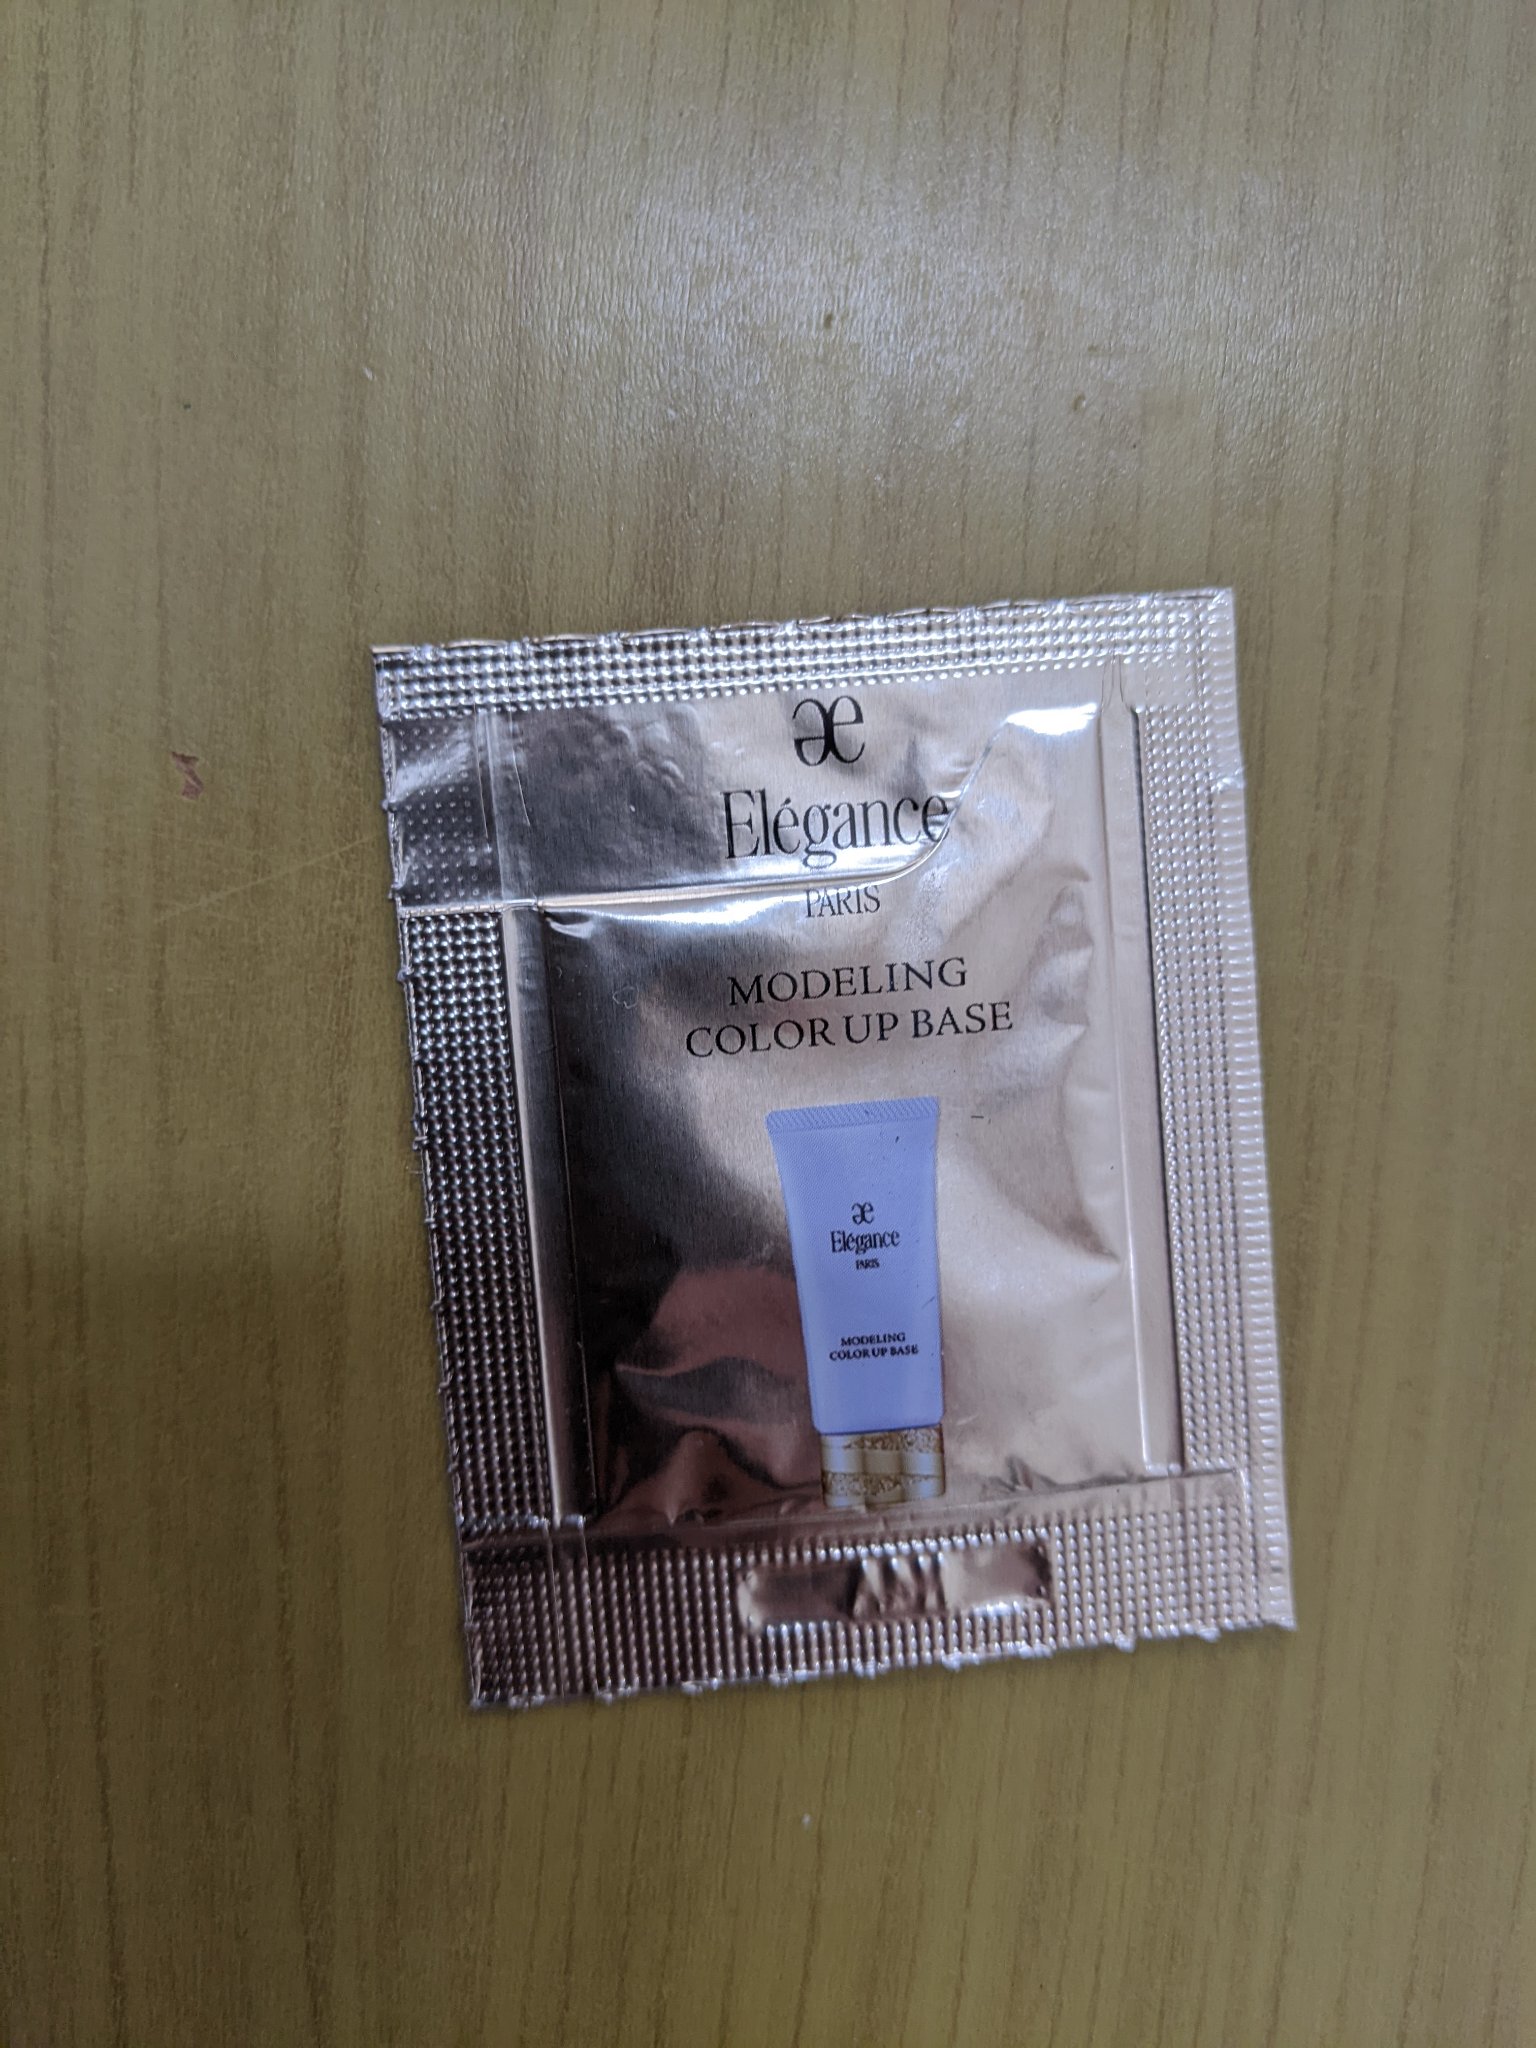 æ
Elégance
PARIS
MODELING
COLOR UP BASE
æ
Elégance
PARIS
MODELING
COLOR UP BASE